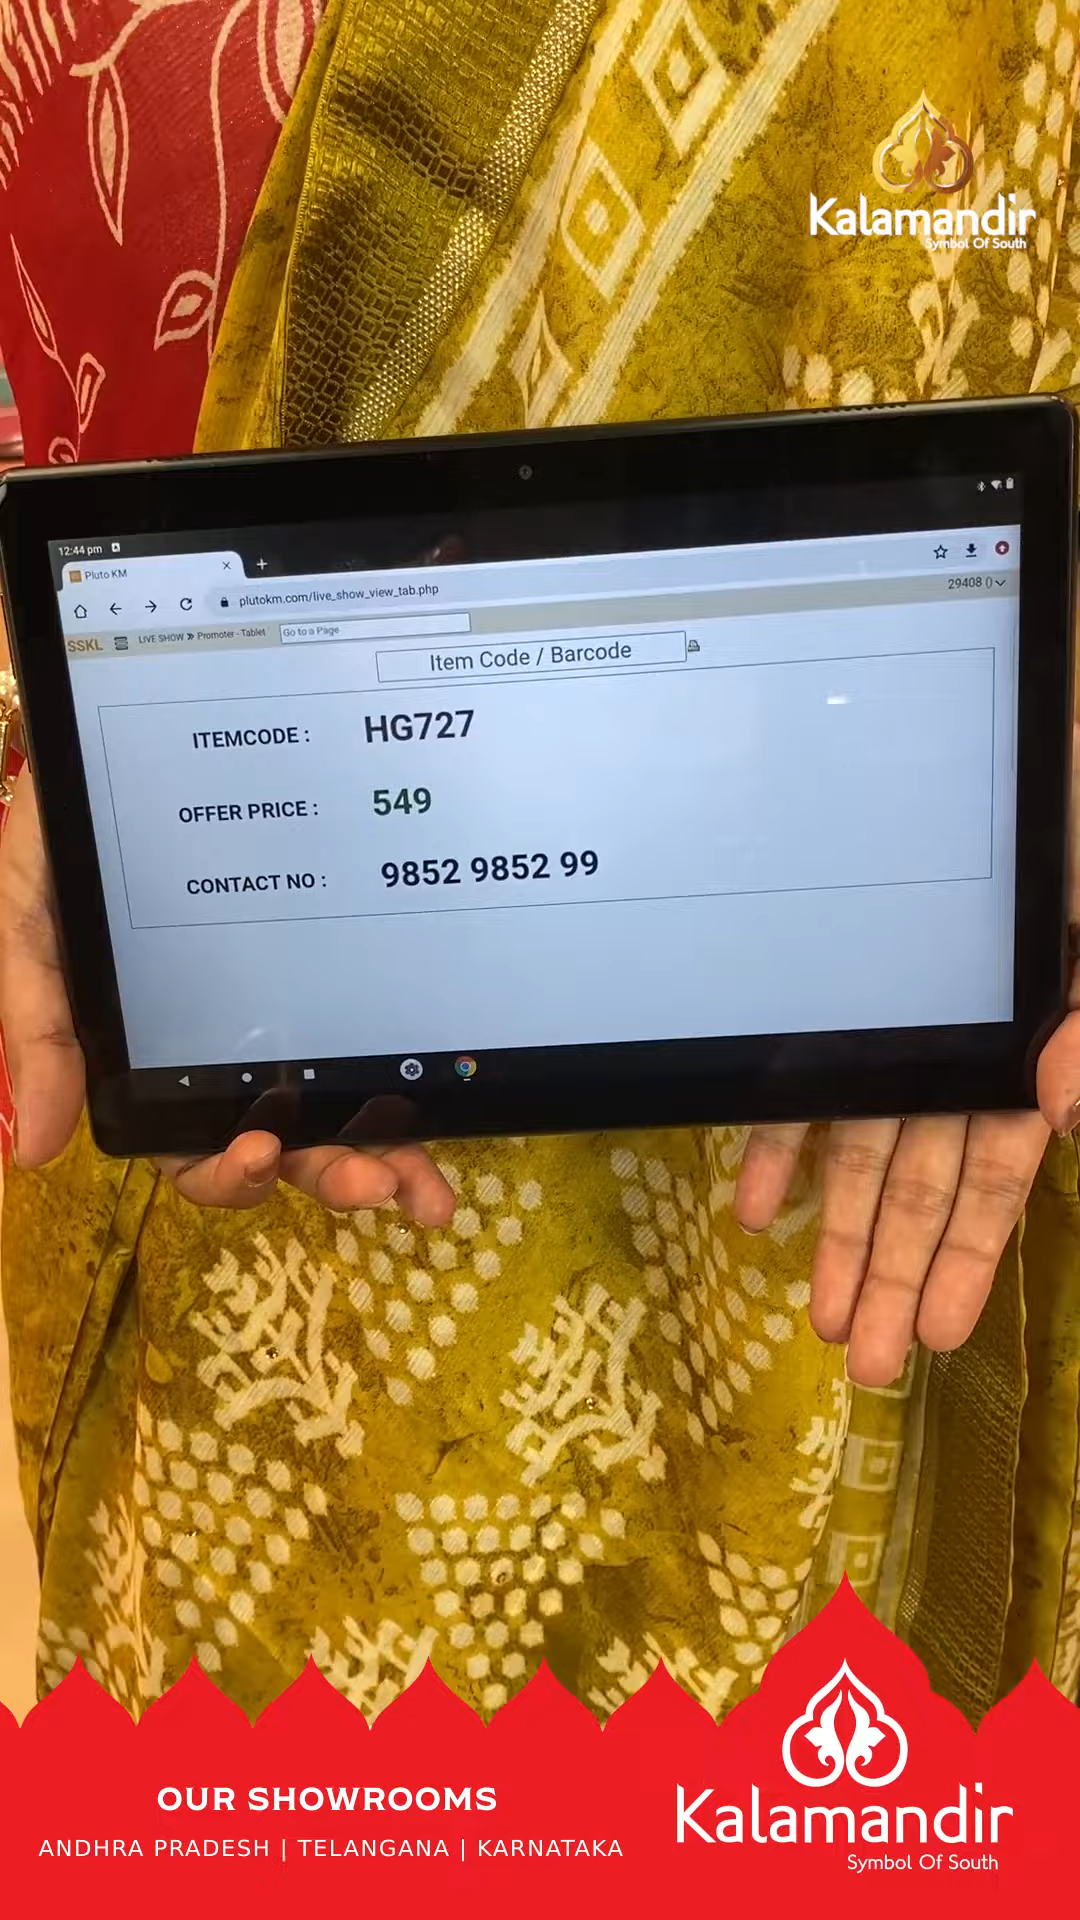 Kalamandir
Symbol Of South
12:44 pm
Pluto KM
plutokm.com/live_show_view_tab.php
29408 ()
SSKL
LIVE SHOW » Promoter - Tablet
Go to a Page
Item Code / Barcode
ITEMCODE : HG727
OFFER PRICE : 549
CONTACT NO : 9852 9852 99
OUR SHOWROOMS
ANDHRA PRADESH | TELANGANA | KARNATAKA
Kalamandir
Symbol Of South